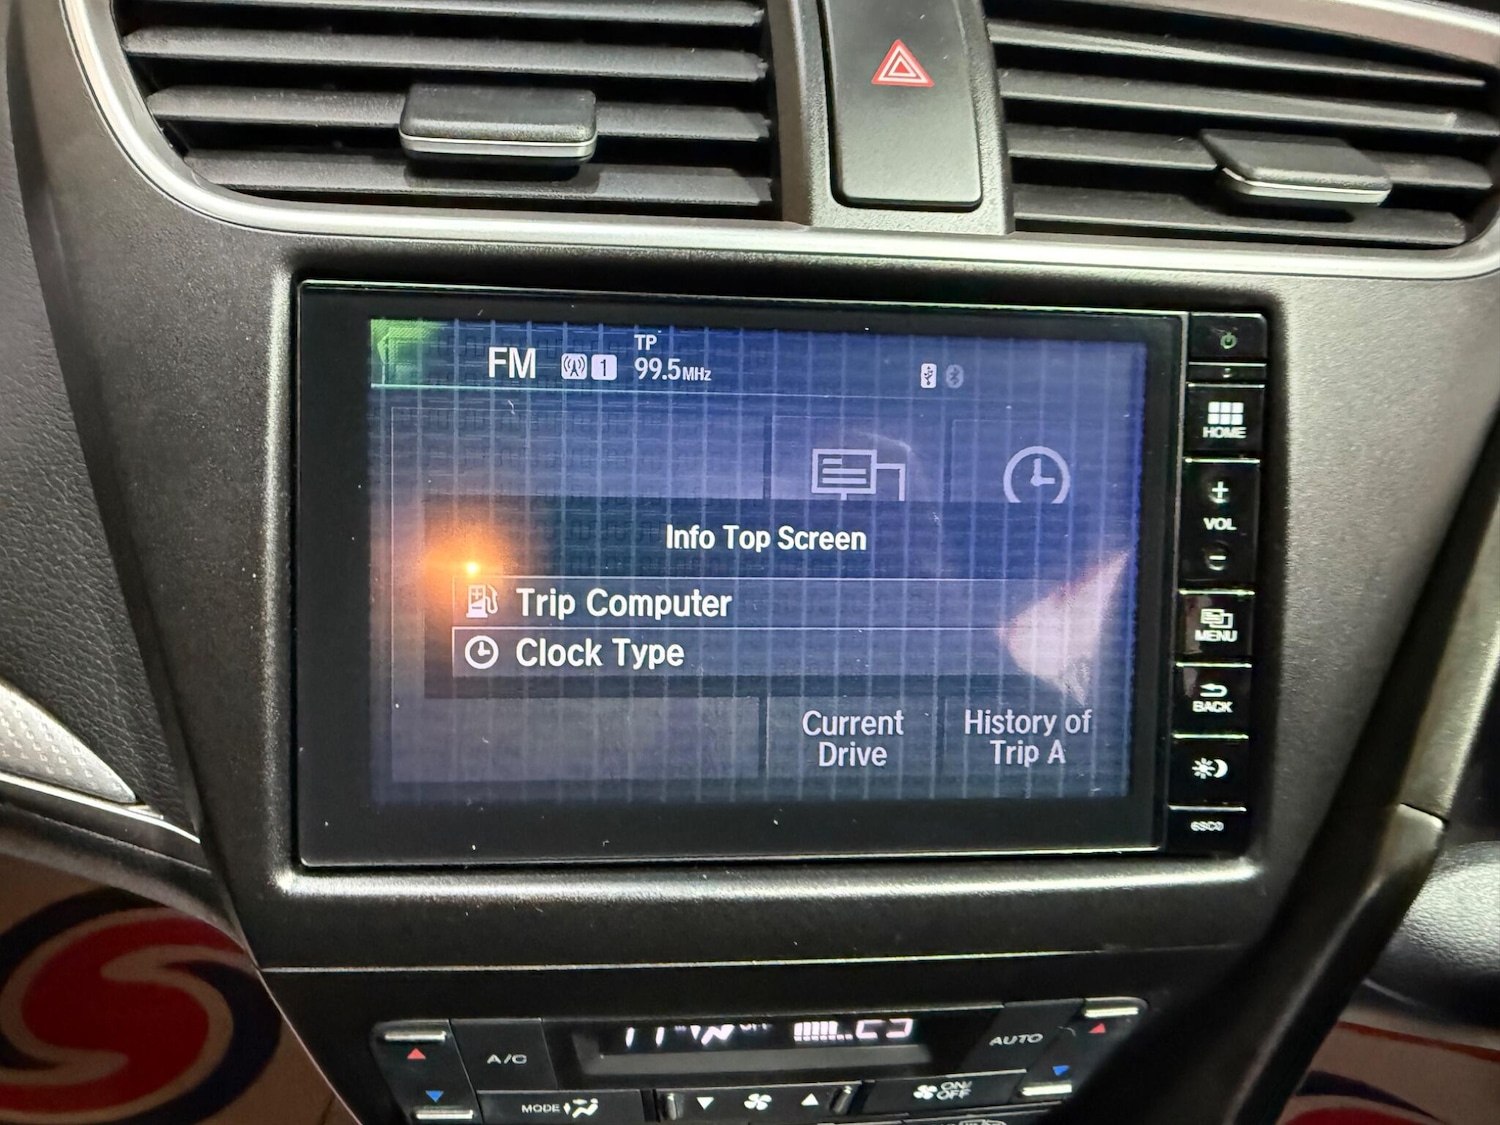 FM 1 TP
99.5MHz
HOME
+
VOL
−
Info Top Screen
Trip Computer
Clock Type
MENU
BACK
Current
Drive
History of
Trip A
6SC0
A/C
AUTO
MODE
ON/
OFF